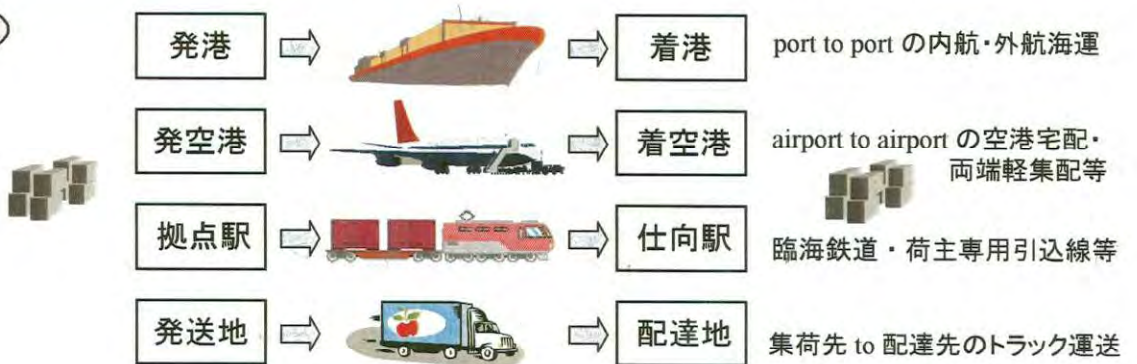 発港
着港
port to port の内航・外航海運
発空港
着空港
airport to airport の空港宅配・
両端軽集配等
拠点駅
仕向駅
臨海鉄道・荷主専用引込線等
発送地
配達地
集荷先 to 配達先のトラック運送